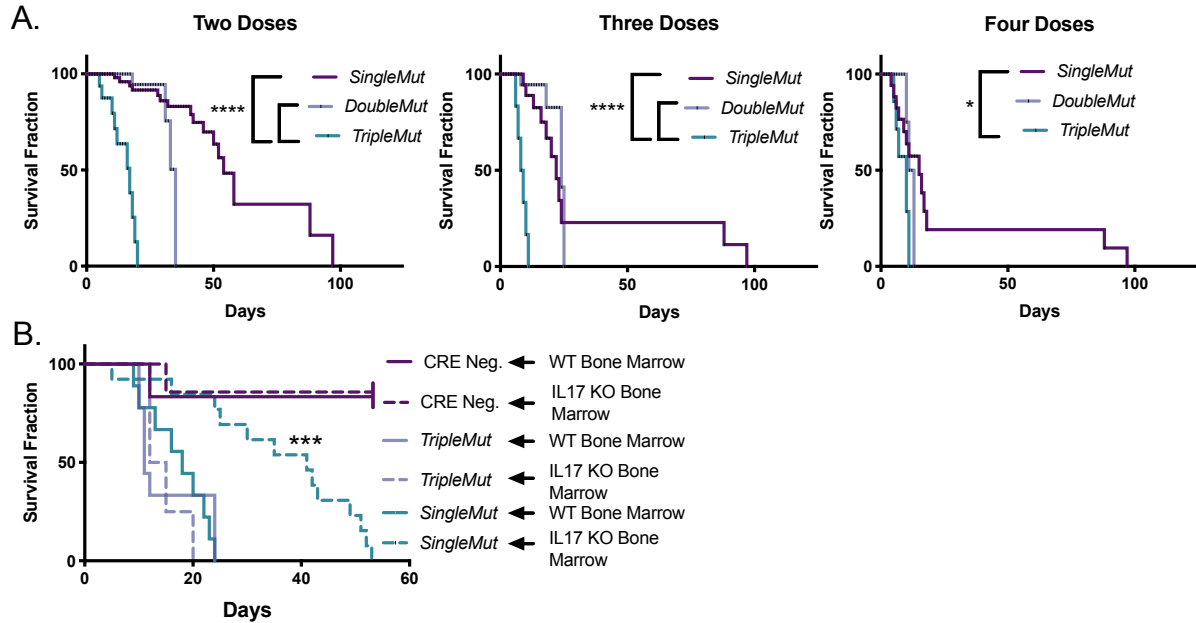 A.
Two Doses
100
50
0
Survival Fraction
0 50 100
Days
****
SingleMut
DoubleMut
TripleMut
Three Doses
100
50
0
Survival Fraction
0 50 100
Days
****
SingleMut
DoubleMut
TripleMut
Four Doses
100
50
0
Survival Fraction
0 50 100
Days
*
SingleMut
DoubleMut
TripleMut
B.
100
50
0
Survival Fraction
0 20 40 60
Days
***
CRE Neg. WT Bone Marrow
CRE Neg. IL17 KO Bone
Marrow
TripleMut WT Bone Marrow
TripleMut IL17 KO Bone
Marrow
SingleMut WT Bone Marrow
SingleMut IL17 KO Bone
Marrow